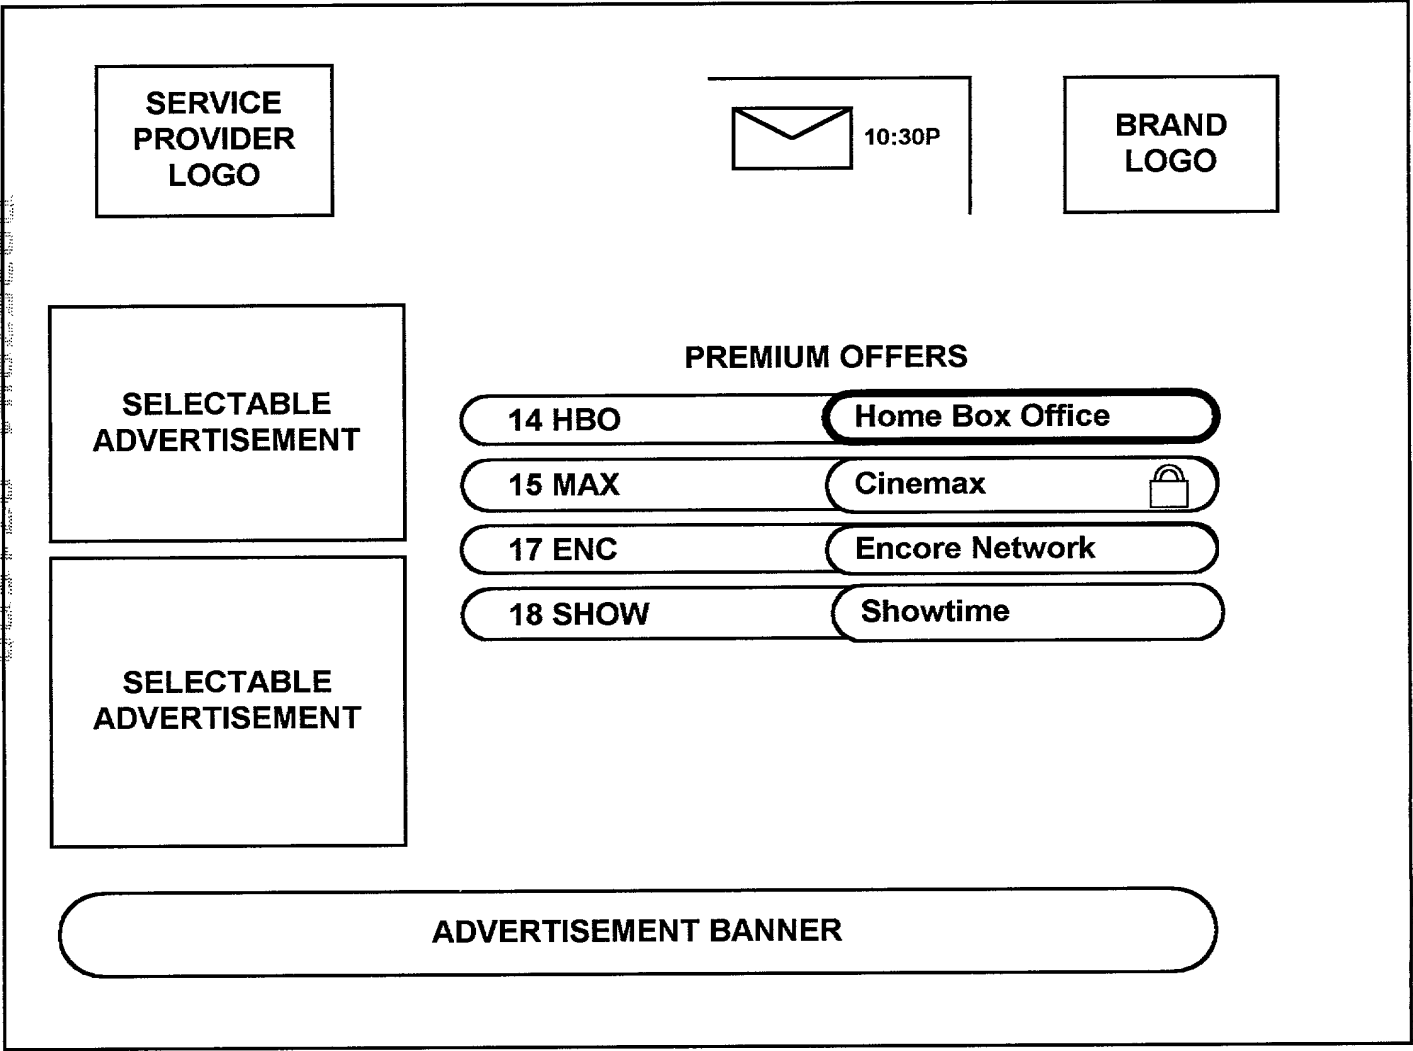 SERVICE
PROVIDER
LOGO
10:30P
BRAND
LOGO
SELECTABLE
ADVERTISEMENT
PREMIUM OFFERS
14 HBO Home Box Office
15 MAX Cinemax
17 ENC Encore Network
18 SHOW Showtime
SELECTABLE
ADVERTISEMENT
ADVERTISEMENT BANNER